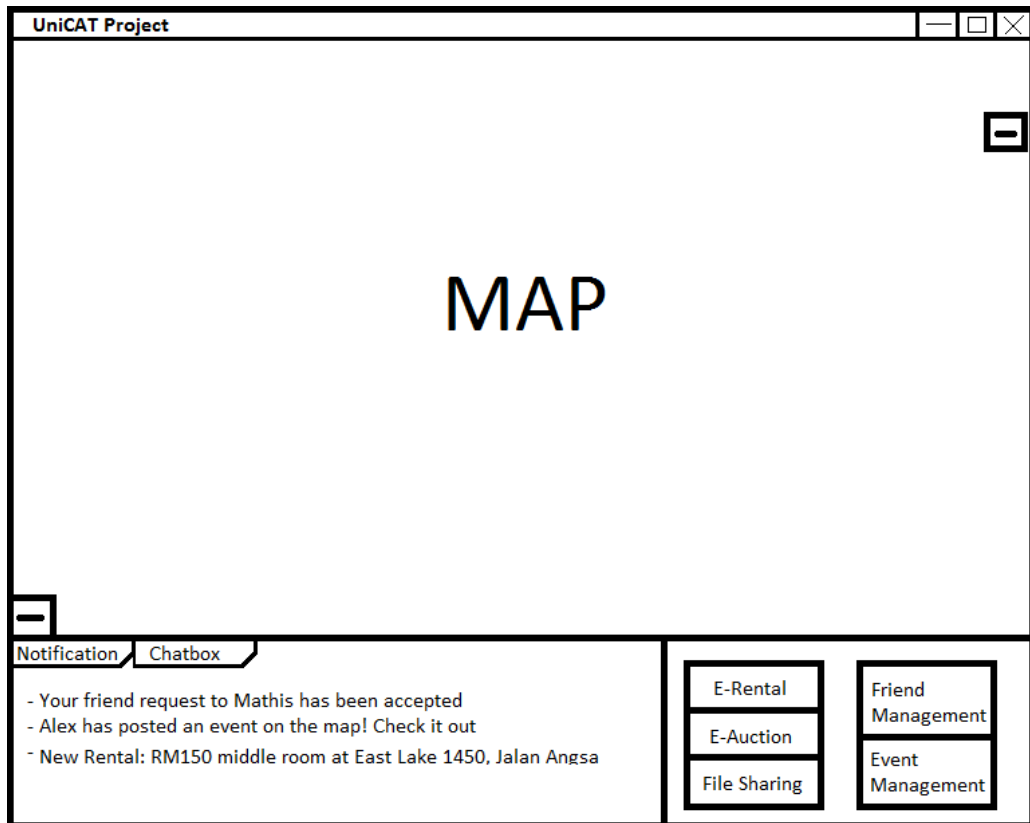 UniCAT Project
MAP
Notification
Chatbox
- Your friend request to Mathis has been accepted
- Alex has posted an event on the map! Check it out
- New Rental: RM150 middle room at East Lake 1450, Jalan Angsa
E-Rental
E-Auction
File Sharing
Friend
Management
Event
Management